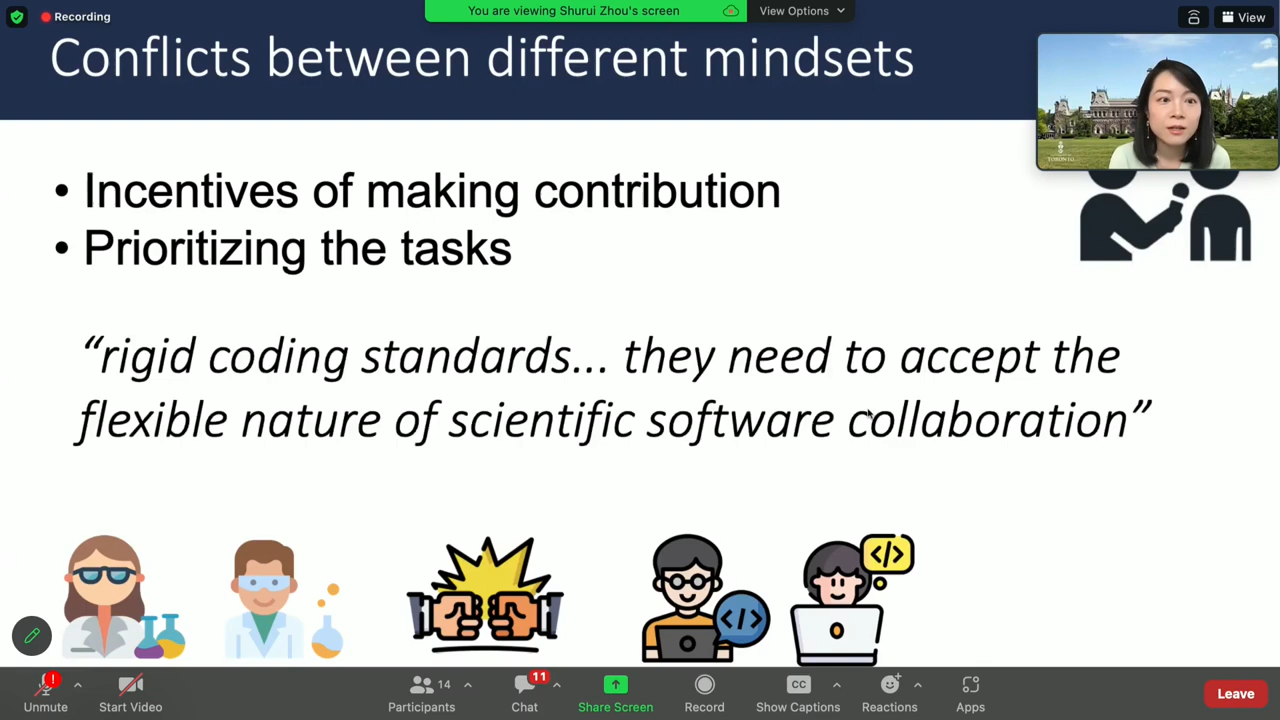 Recording
You are viewing Shurui Zhou's screen
View Options
View
Conflicts between different mindsets
TORONTO
• Incentives of making contribution
• Prioritizing the tasks
“rigid coding standards... they need to accept the
flexible nature of scientific software collaboration”
</>
</>
Unmute
Start Video
14
Participants
11
Chat
Share Screen
Record
CC
Show Captions
Reactions
Apps
Leave